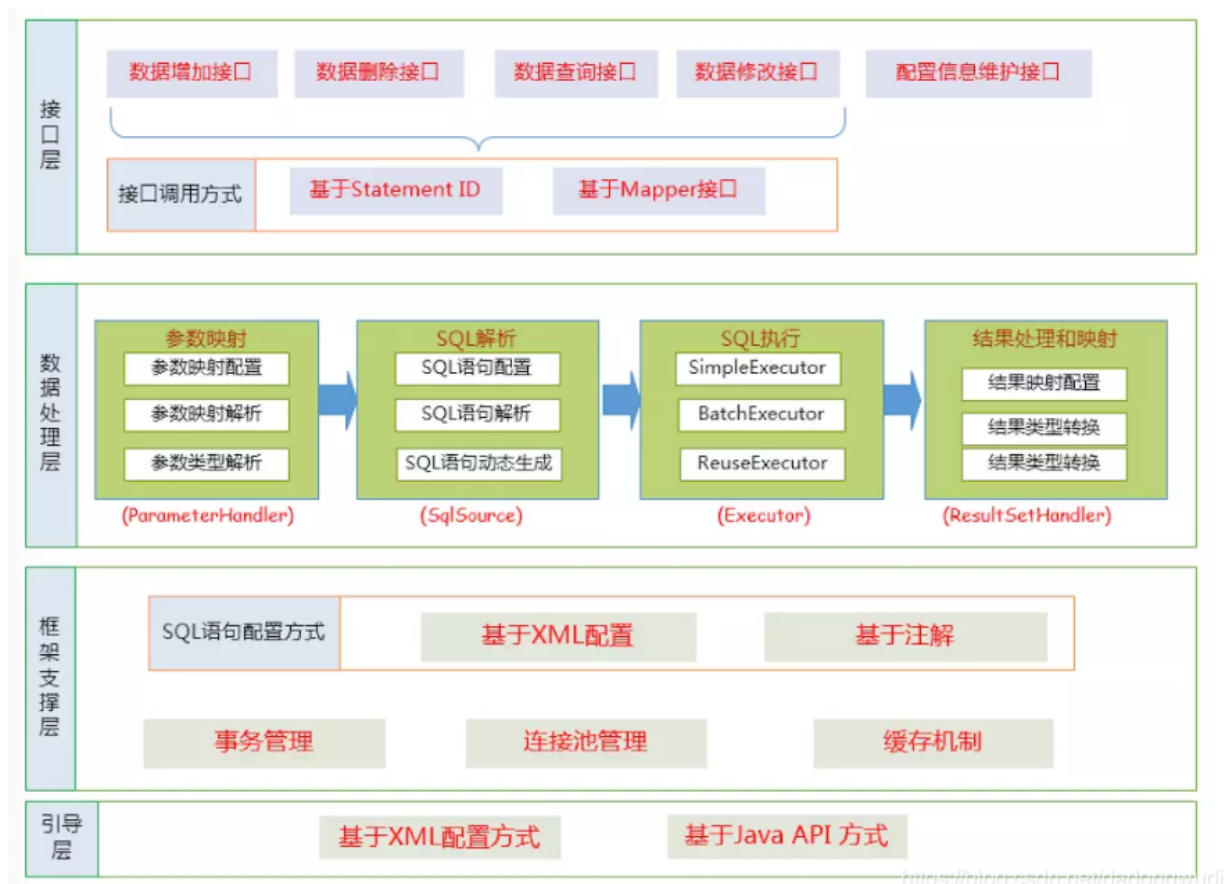 接口层
数据增加接口
数据删除接口
数据查询接口
数据修改接口
配置信息维护接口
接口调用方式
基于Statement ID
基于Mapper接口
数据处理层
参数映射
参数映射配置
参数映射解析
参数类型解析
(ParameterHandler)
SQL解析
SQL语句配置
SQL语句解析
SQL语句动态生成
(SqlSource)
SQL执行
SimpleExecutor
BatchExecutor
ReuseExecutor
(Executor)
结果处理和映射
结果映射配置
结果类型转换
结果类型转换
(ResultSetHandler)
框架支撑层
SQL语句配置方式
基于XML配置
基于注解
事务管理
连接池管理
缓存机制
引导层
基于XML配置方式
基于Java API 方式
https://blog.csdn.net/dadongwudi